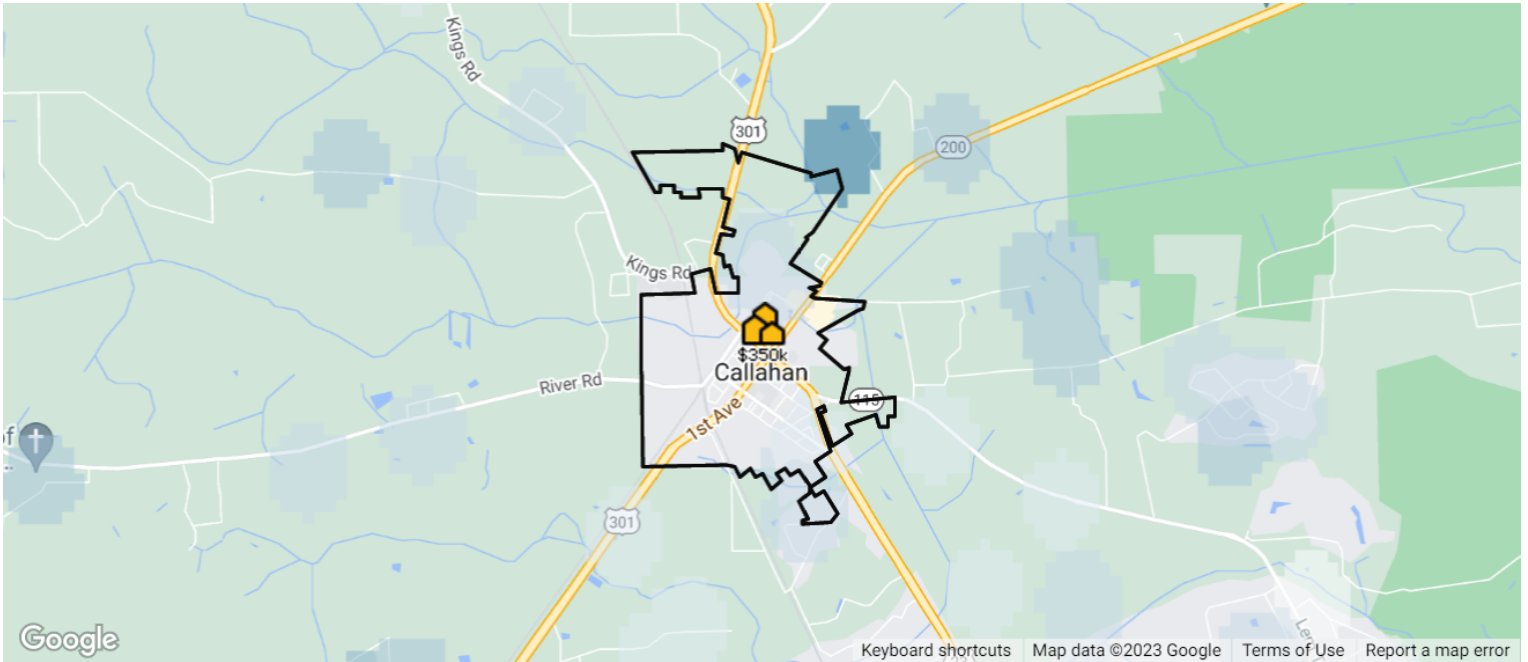 Kings Rd
301
200
Kings Rd
$350k
Callahan
River Rd
115
1st Ave
of
...
301
Google
Keyboard shortcuts
Map data ©2023 Google
Terms of Use
Report a map error